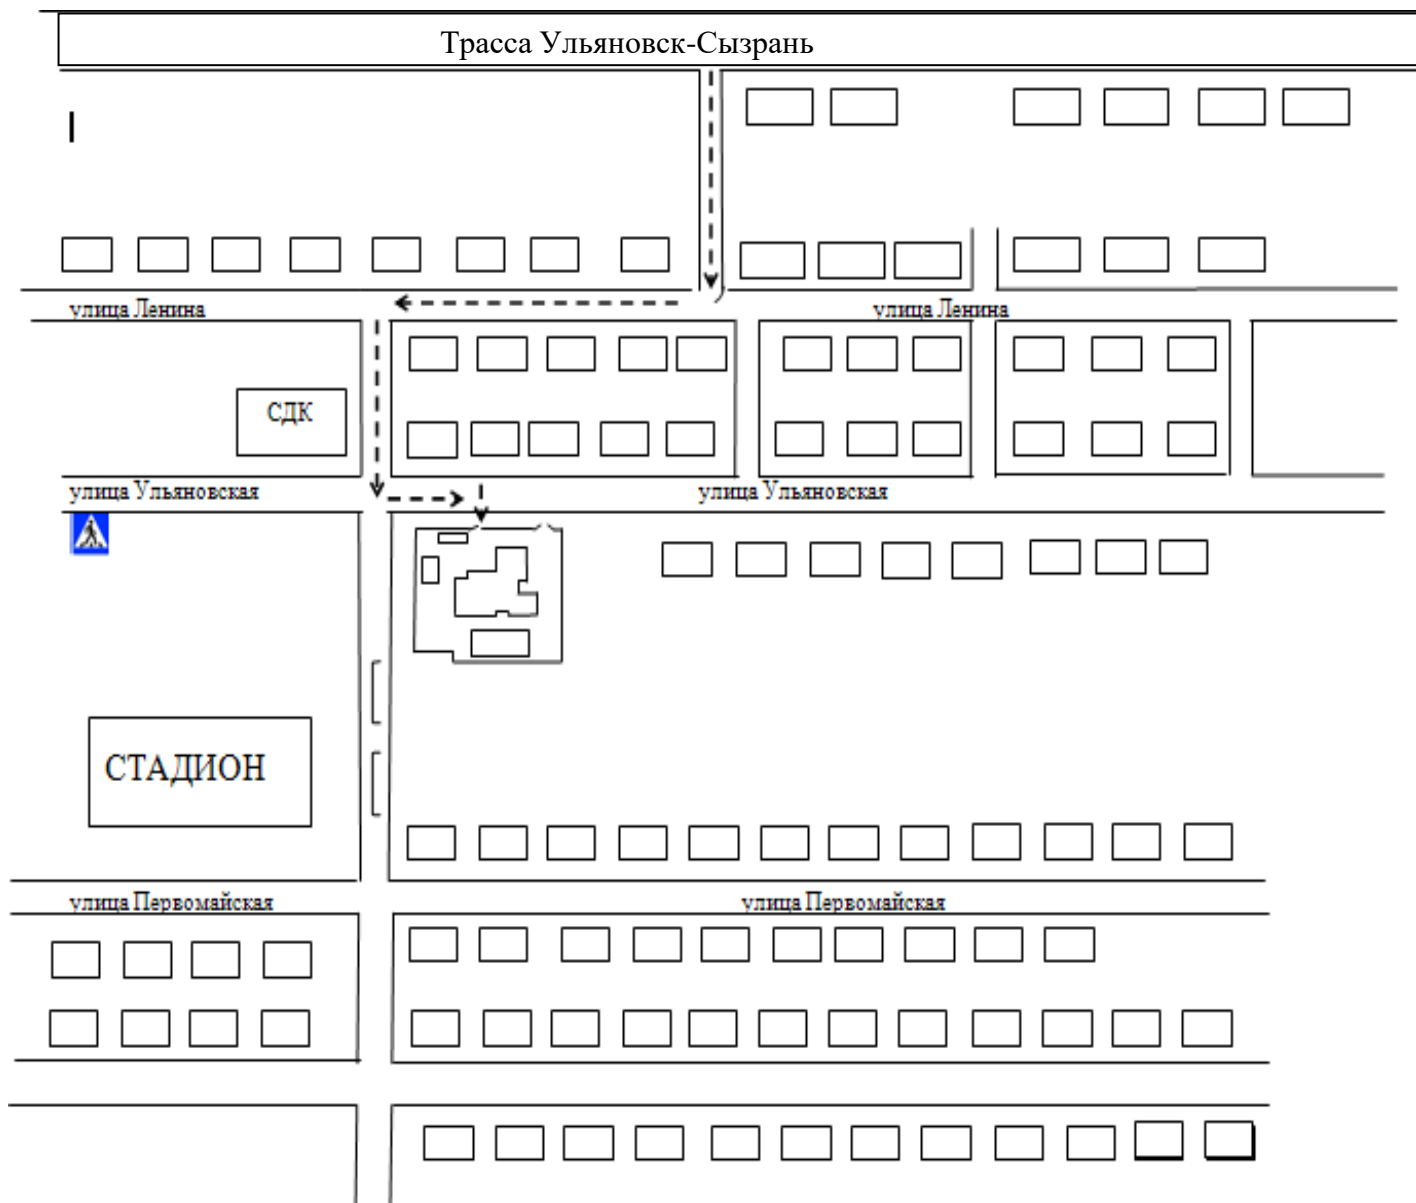 Трасса Ульяновск-Сызрань
улица Ленина
улица Ленина
СДК
улица Ульяновская
улица Ульяновская
СТАДИОН
улица Первомайская
улица Первомайская